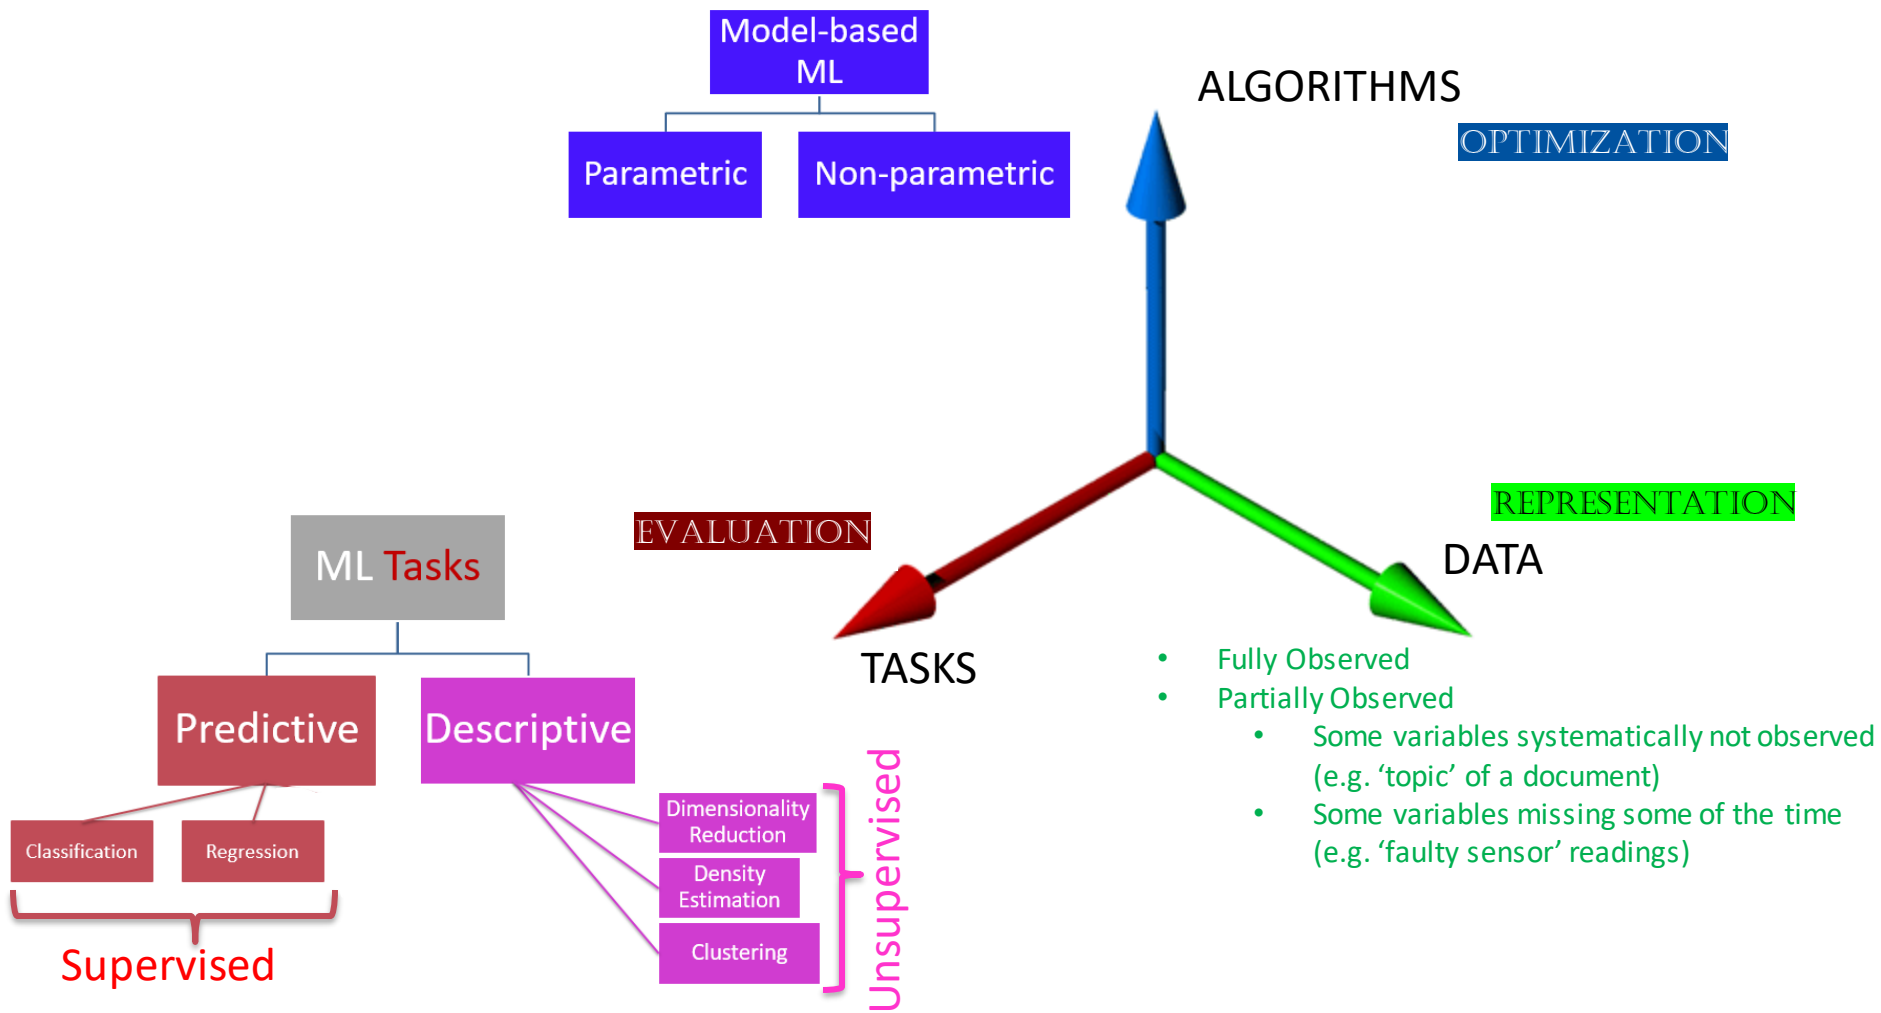 Model-based
ML
Parametric
Non-parametric
ALGORITHMS
OPTIMIZATION
EVALUATION
REPRESENTATION
DATA
TASKS
ML Tasks
Predictive
Descriptive
Classification
Regression
Supervised
Dimensionality
Reduction
Density
Estimation
Clustering
Unsupervised
• Fully Observed
• Partially Observed
• Some variables systematically not observed
(e.g. ‘topic’ of a document)
• Some variables missing some of the time
(e.g. ‘faulty sensor’ readings)